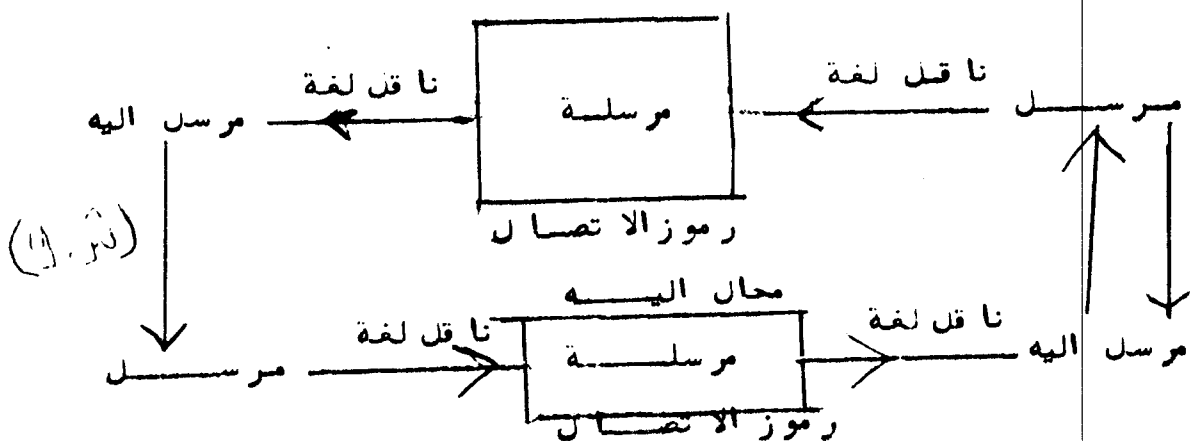 ناقل لغة
ناقل لغة
مرسل
مرسلة
مرسل اليه
رموز الاتصال
محال اليه
ناقل لغة
ناقل لغة
مرسل اليه
مرسلة
مرسل
رموز الاتصال